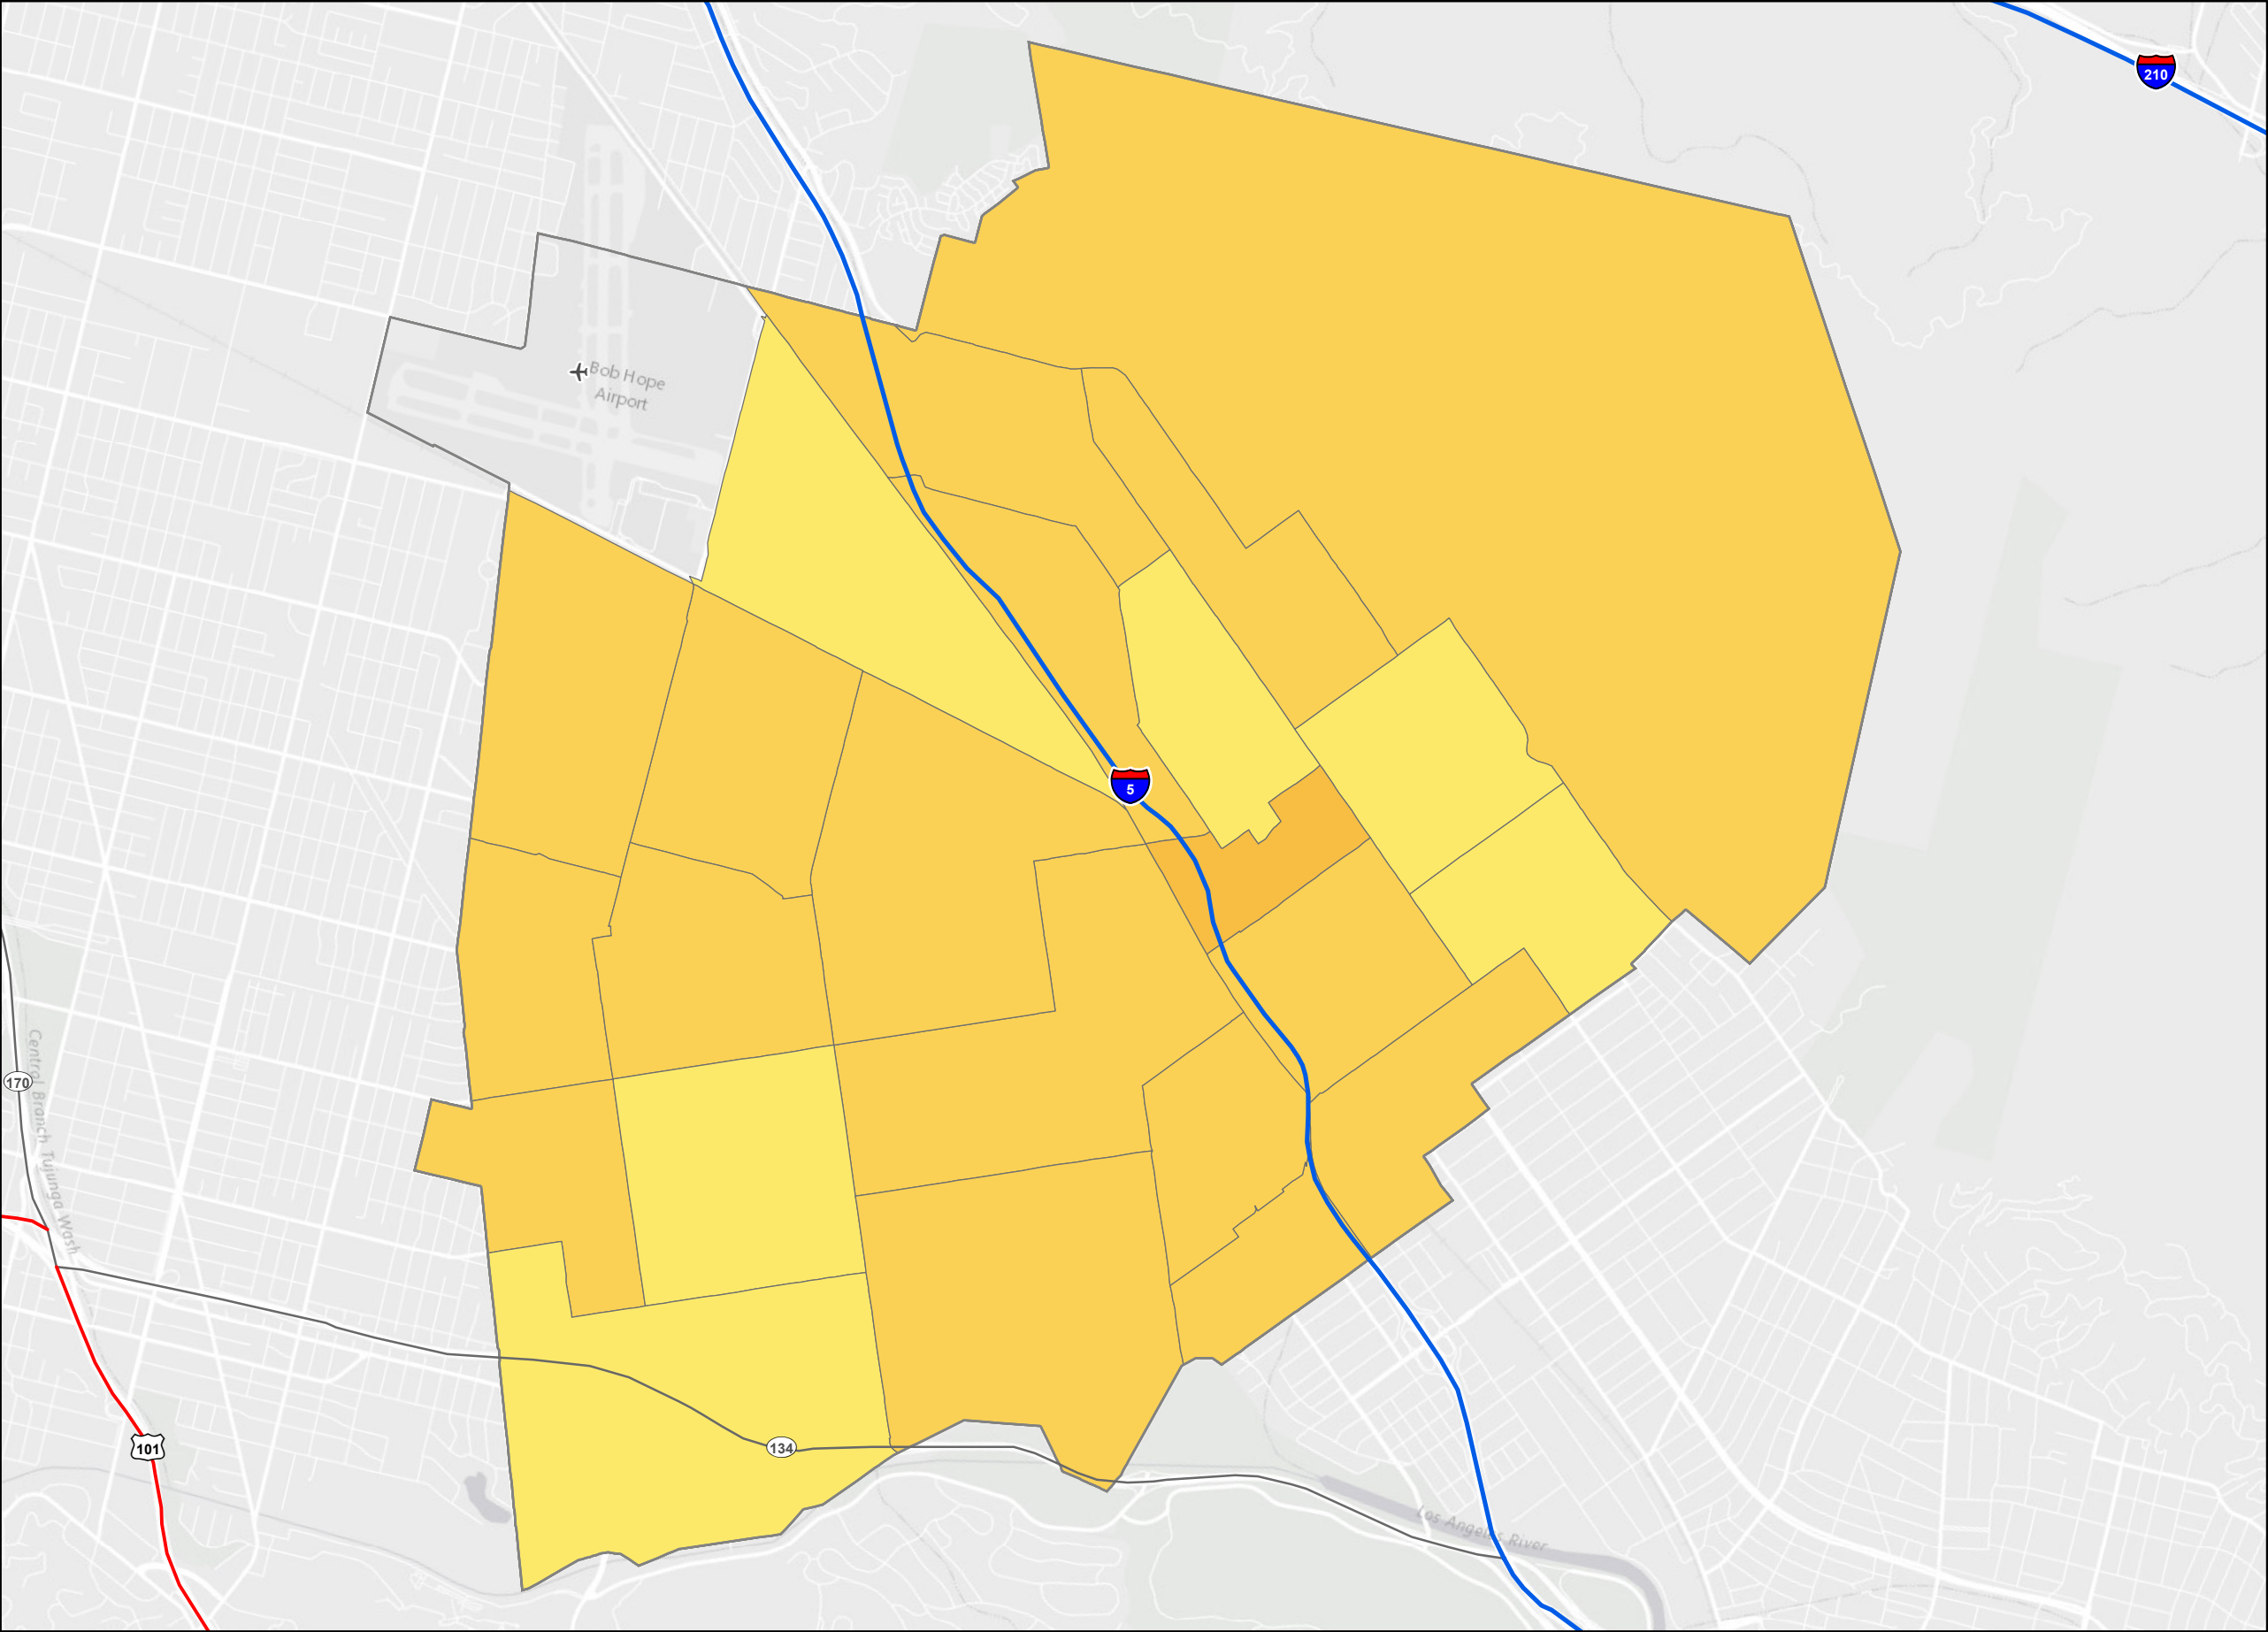 210
Bob Hope
Airport
5
170
Central Branch Tujunga Wash
101
134
Los Angeles River